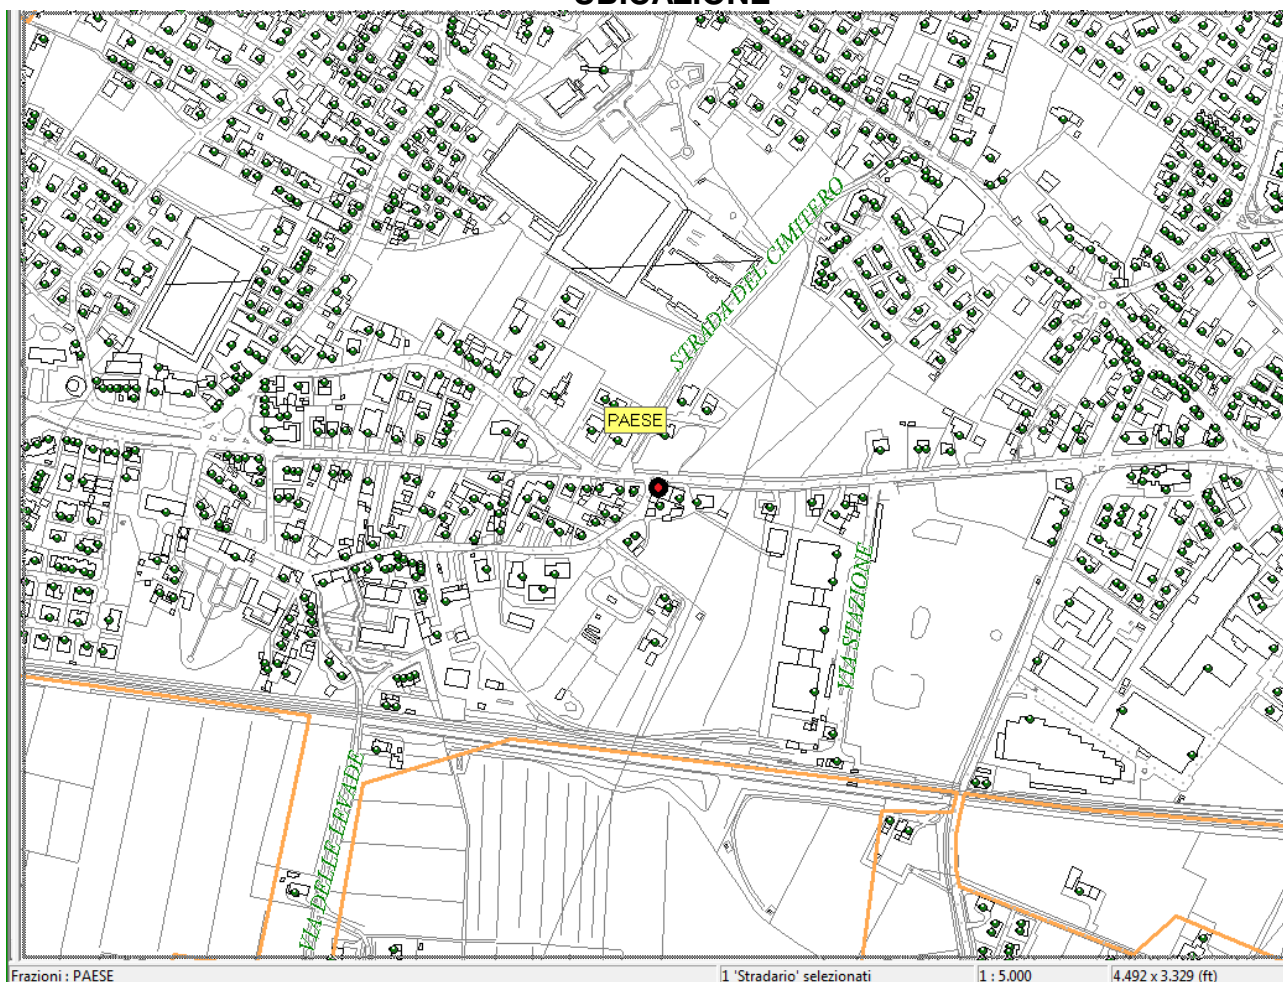 UBICAZIONE
STRADA DEL CIMITERO
PAESE
VIA STAZIONE
VIA DELLE LEVADE
Frazioni : PAESE
1 'Stradario' selezionati
1 : 5.000
4.492 x 3.329 (ft)